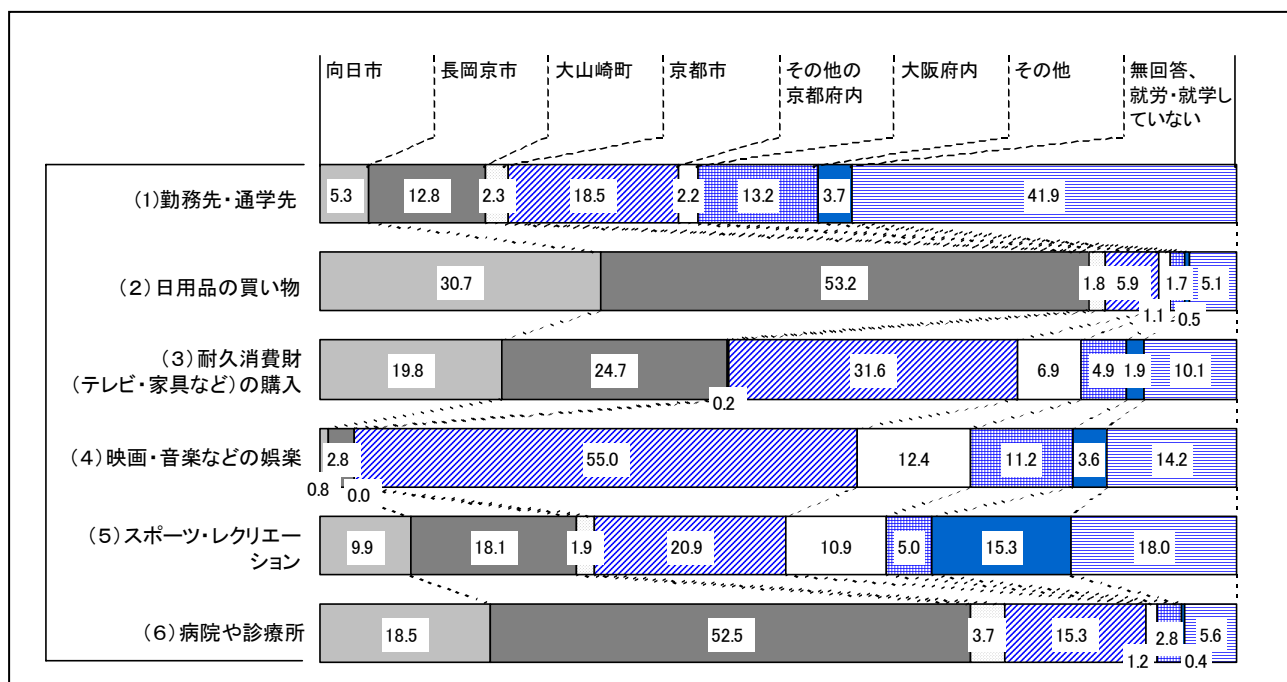 向日市 長岡京市 大山崎町 京都市 その他の 大阪府内 その他 無回答、
京都府内 就労・就学し
ていない
(1)勤務先・通学先 5.3 12.8 2.3 18.5 2.2 13.2 3.7 41.9
(2)日用品の買い物 30.7 53.2 1.8 5.9 1.1 1.7 0.5 5.1
(3)耐久消費財
(テレビ・家具など)の購入 19.8 24.7 0.2 31.6 6.9 4.9 1.9 10.1
(4)映画・音楽などの娯楽 0.8 2.8 0.0 55.0 12.4 11.2 3.6 14.2
(5)スポーツ・レクリエー
ション 9.9 18.1 1.9 20.9 10.9 5.0 15.3 18.0
(6)病院や診療所 18.5 52.5 3.7 15.3 1.2 2.8 0.4 5.6